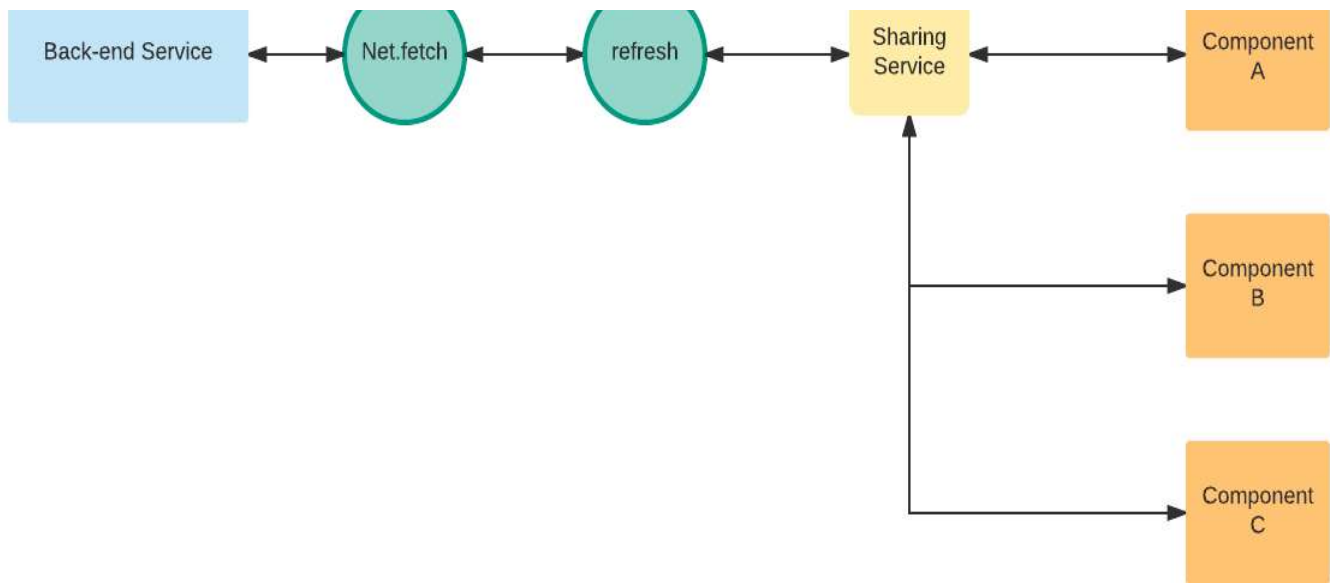 Back-end Service
Net.fetch
refresh
Sharing
Service
Component
A
Component
B
Component
C